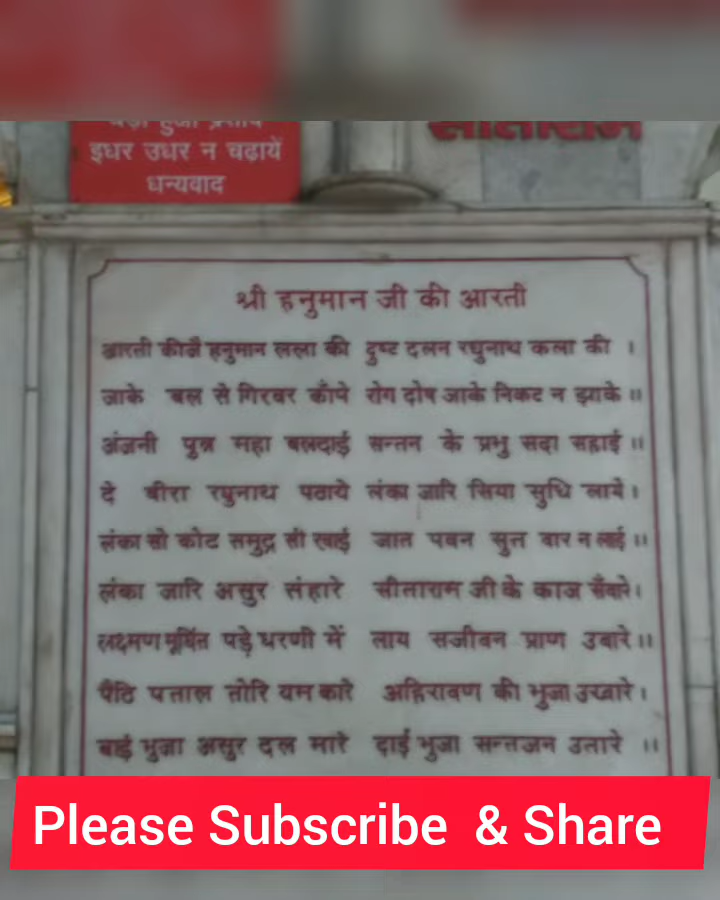 इधर उधर न चढ़ायें
धन्यवाद
सीताराम
श्री हनुमान जी की आरती
आरती कीजै हनुमान लला की दुष्ट दलन रघुनाथ कला की ।
जाके बल से गिरवर काँपे रोग दोष जाके निकट न झाके ॥
अंजनी पुत्र महा बलदाई सन्तन के प्रभु सदा सहाई ॥
दे बीरा रघुनाथ पठाये लंका जारि सिया सुधि लाये ।
लंका सो कोट समुद्र सी खाई जात पवन सुत वार न लाई ॥
लंका जारि असुर संहारे सीताराम जी के काज सँवारे ।
लक्ष्मण मूर्छित पड़े धरणी में लाय सजीवन प्राण उबारे ॥
पैठि पताल तोरि यम कारे अहिरावण की भुजा उखारे ।
बाई भुजा असुर दल मारे दाई भुजा सन्तजन उतारे ॥
Please Subscribe & Share